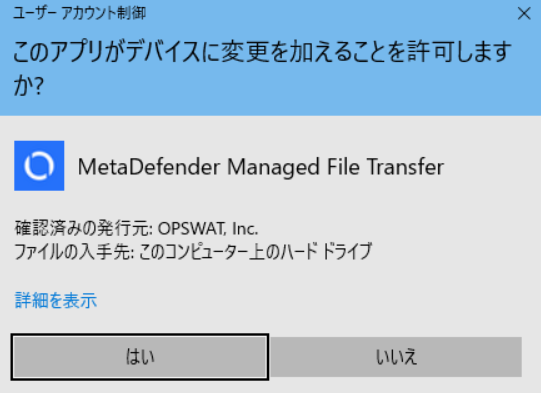 ユーザー アカウント制御
このアプリがデバイスに変更を加えることを許可します
か?
MetaDefender Managed File Transfer
確認済みの発行元: OPSWAT, Inc.
ファイルの入手先: このコンピューター上のハード ドライブ
詳細を表示
はい
いいえ